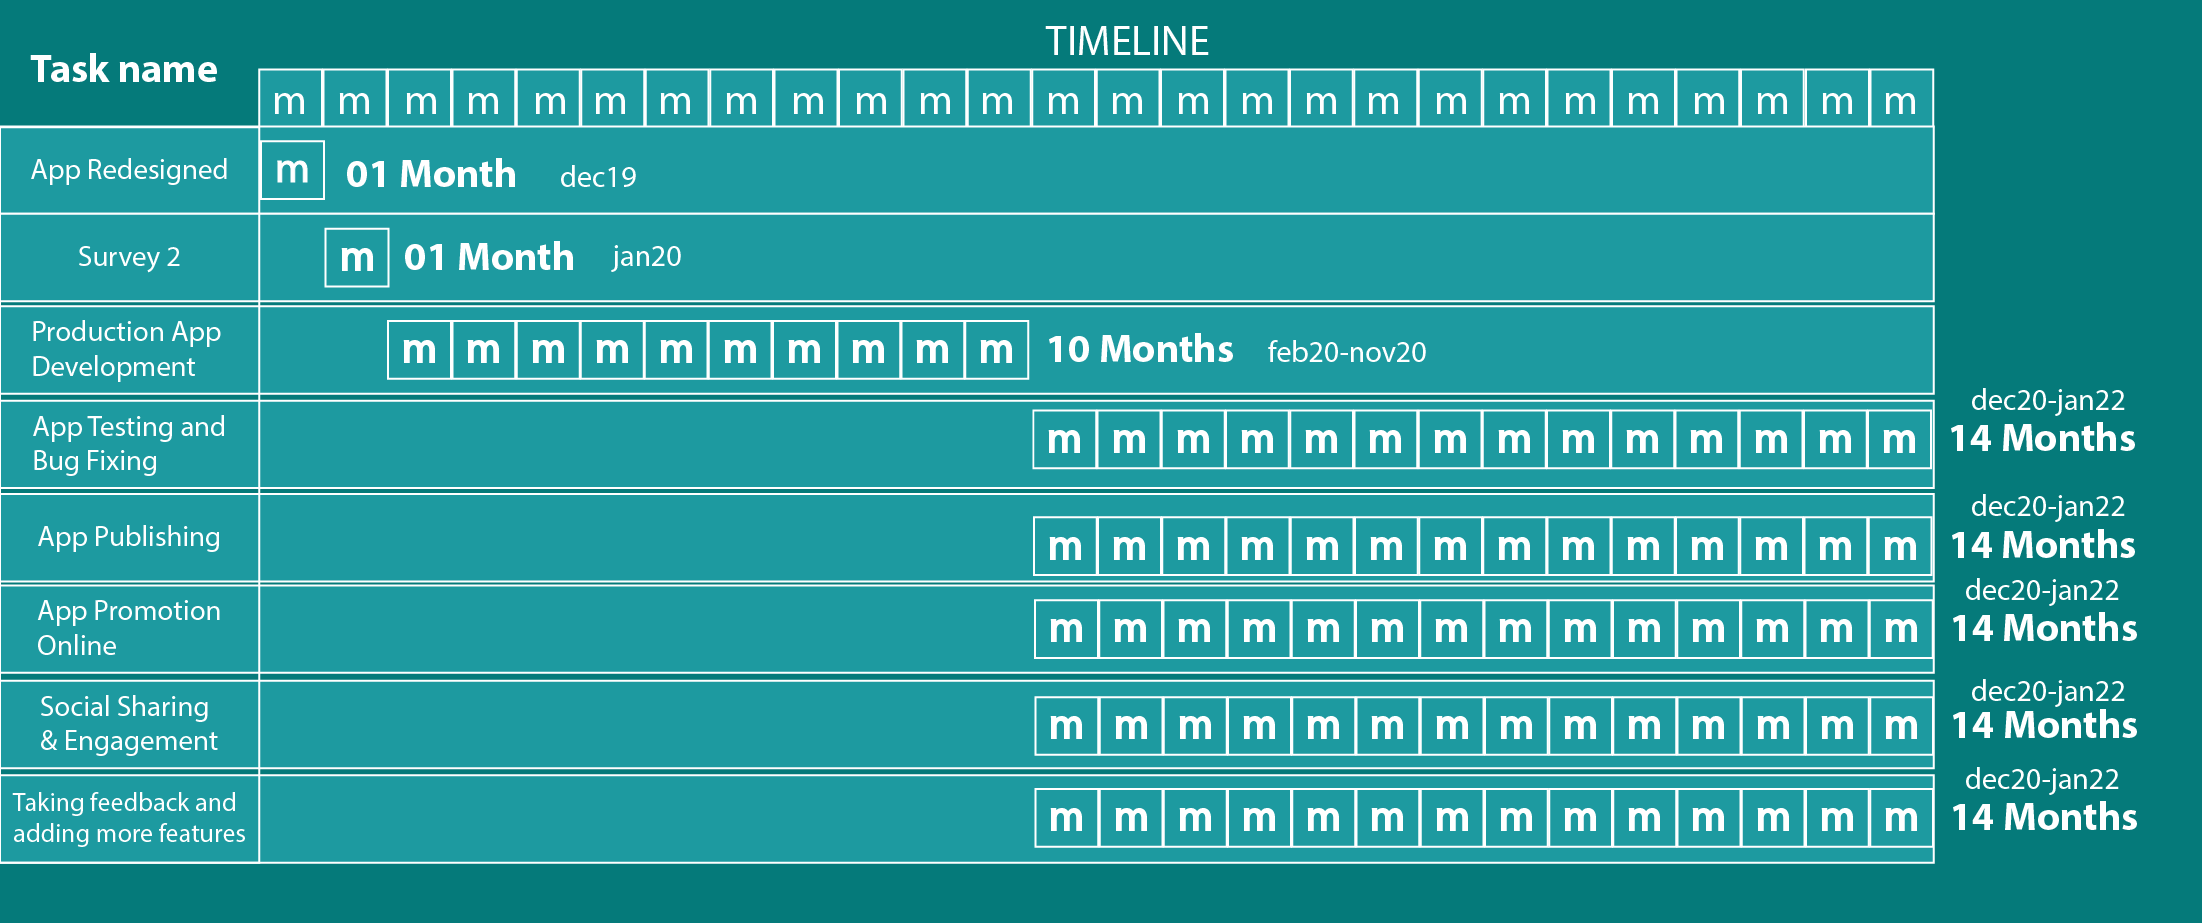 TIMELINE
Task name
m m m m m m m m m m m m m m m m m m m m m m m m m m
App Redesigned
m 01 Month dec19
Survey 2
m 01 Month jan20
Production App
Development
m m m m m m m m m m 10 Months feb20-nov20
App Testing and
Bug Fixing
m m m m m m m m m m m m m m
dec20-jan22
14 Months
App Publishing
m m m m m m m m m m m m m m
dec20-jan22
14 Months
App Promotion
Online
m m m m m m m m m m m m m m
dec20-jan22
14 Months
Social Sharing
& Engagement
m m m m m m m m m m m m m m
dec20-jan22
14 Months
Taking feedback and
adding more features
m m m m m m m m m m m m m m
dec20-jan22
14 Months